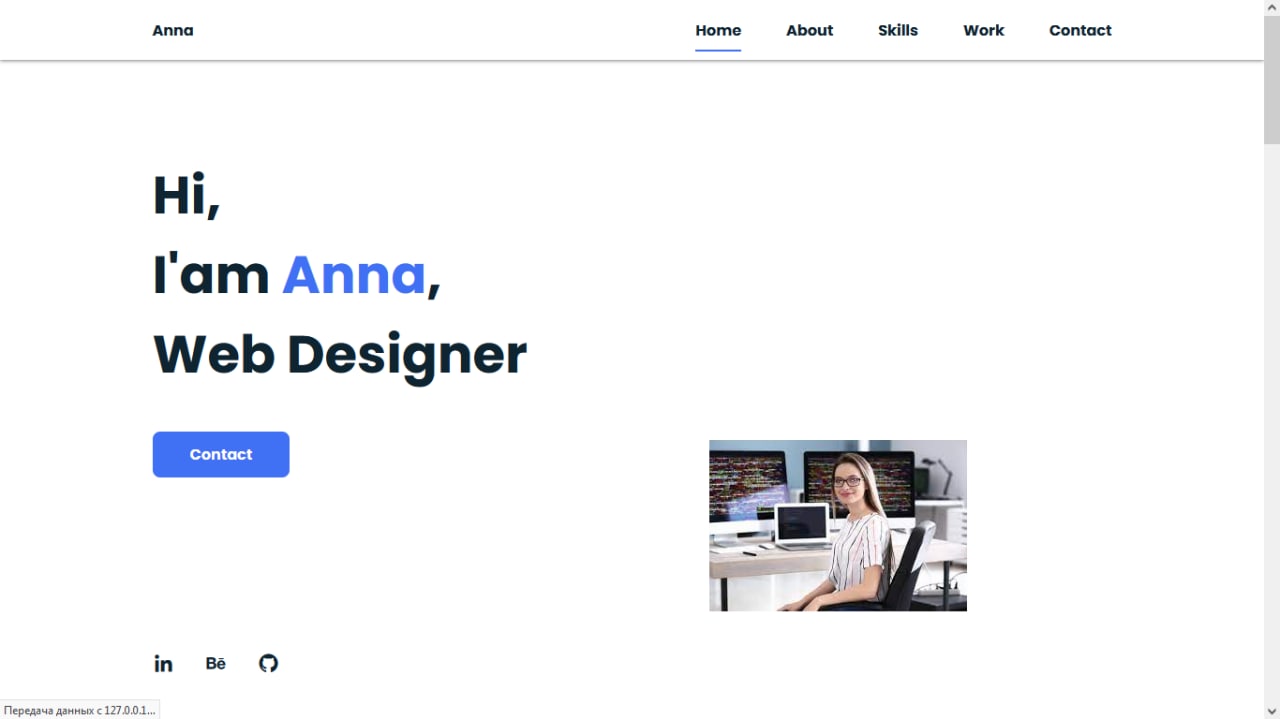 Anna
Home About Skills Work Contact
Hi,
I'am Anna,
Web Designer
Contact
in Bē
Передача данных с 127.0.0.1...